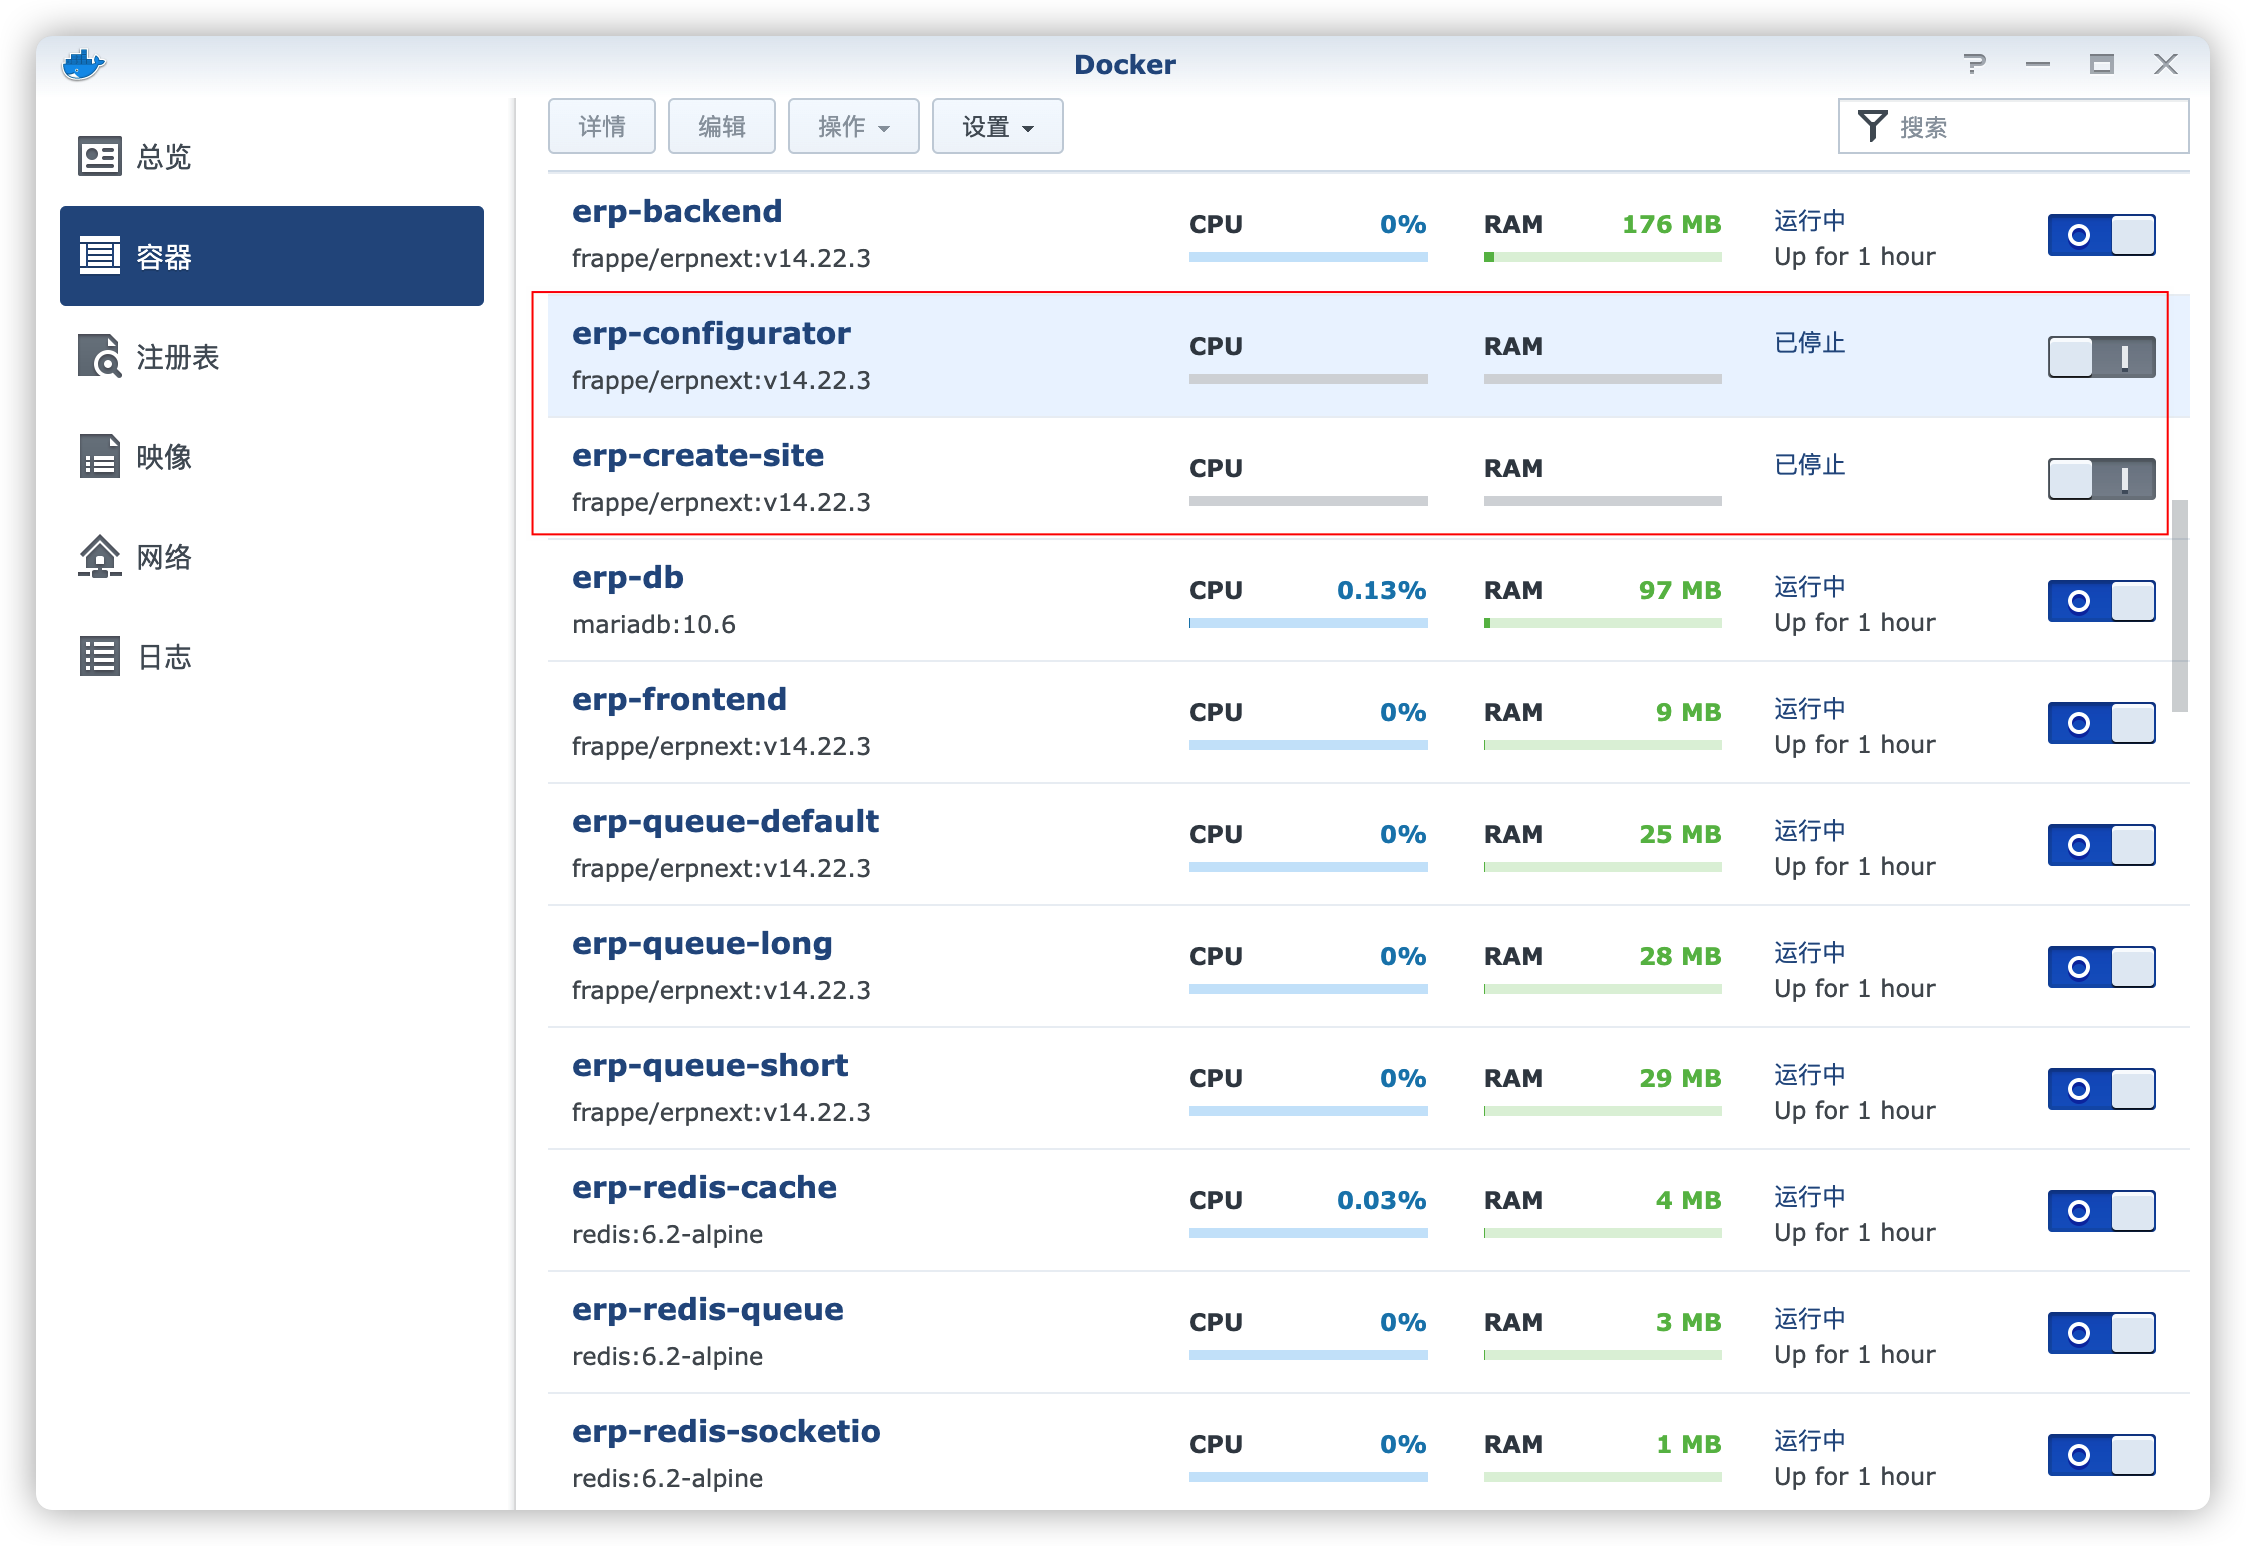 Docker
详情
编辑
操作
设置
搜索
总览
容器
注册表
映像
网络
日志
erp-backend
frappe/erpnext:v14.22.3
CPU 0%
RAM 176 MB
运行中
Up for 1 hour
erp-configurator
frappe/erpnext:v14.22.3
CPU
RAM
已停止
erp-create-site
frappe/erpnext:v14.22.3
CPU
RAM
已停止
erp-db
mariadb:10.6
CPU 0.13%
RAM 97 MB
运行中
Up for 1 hour
erp-frontend
frappe/erpnext:v14.22.3
CPU 0%
RAM 9 MB
运行中
Up for 1 hour
erp-queue-default
frappe/erpnext:v14.22.3
CPU 0%
RAM 25 MB
运行中
Up for 1 hour
erp-queue-long
frappe/erpnext:v14.22.3
CPU 0%
RAM 28 MB
运行中
Up for 1 hour
erp-queue-short
frappe/erpnext:v14.22.3
CPU 0%
RAM 29 MB
运行中
Up for 1 hour
erp-redis-cache
redis:6.2-alpine
CPU 0.03%
RAM 4 MB
运行中
Up for 1 hour
erp-redis-queue
redis:6.2-alpine
CPU 0%
RAM 3 MB
运行中
Up for 1 hour
erp-redis-socketio
redis:6.2-alpine
CPU 0%
RAM 1 MB
运行中
Up for 1 hour